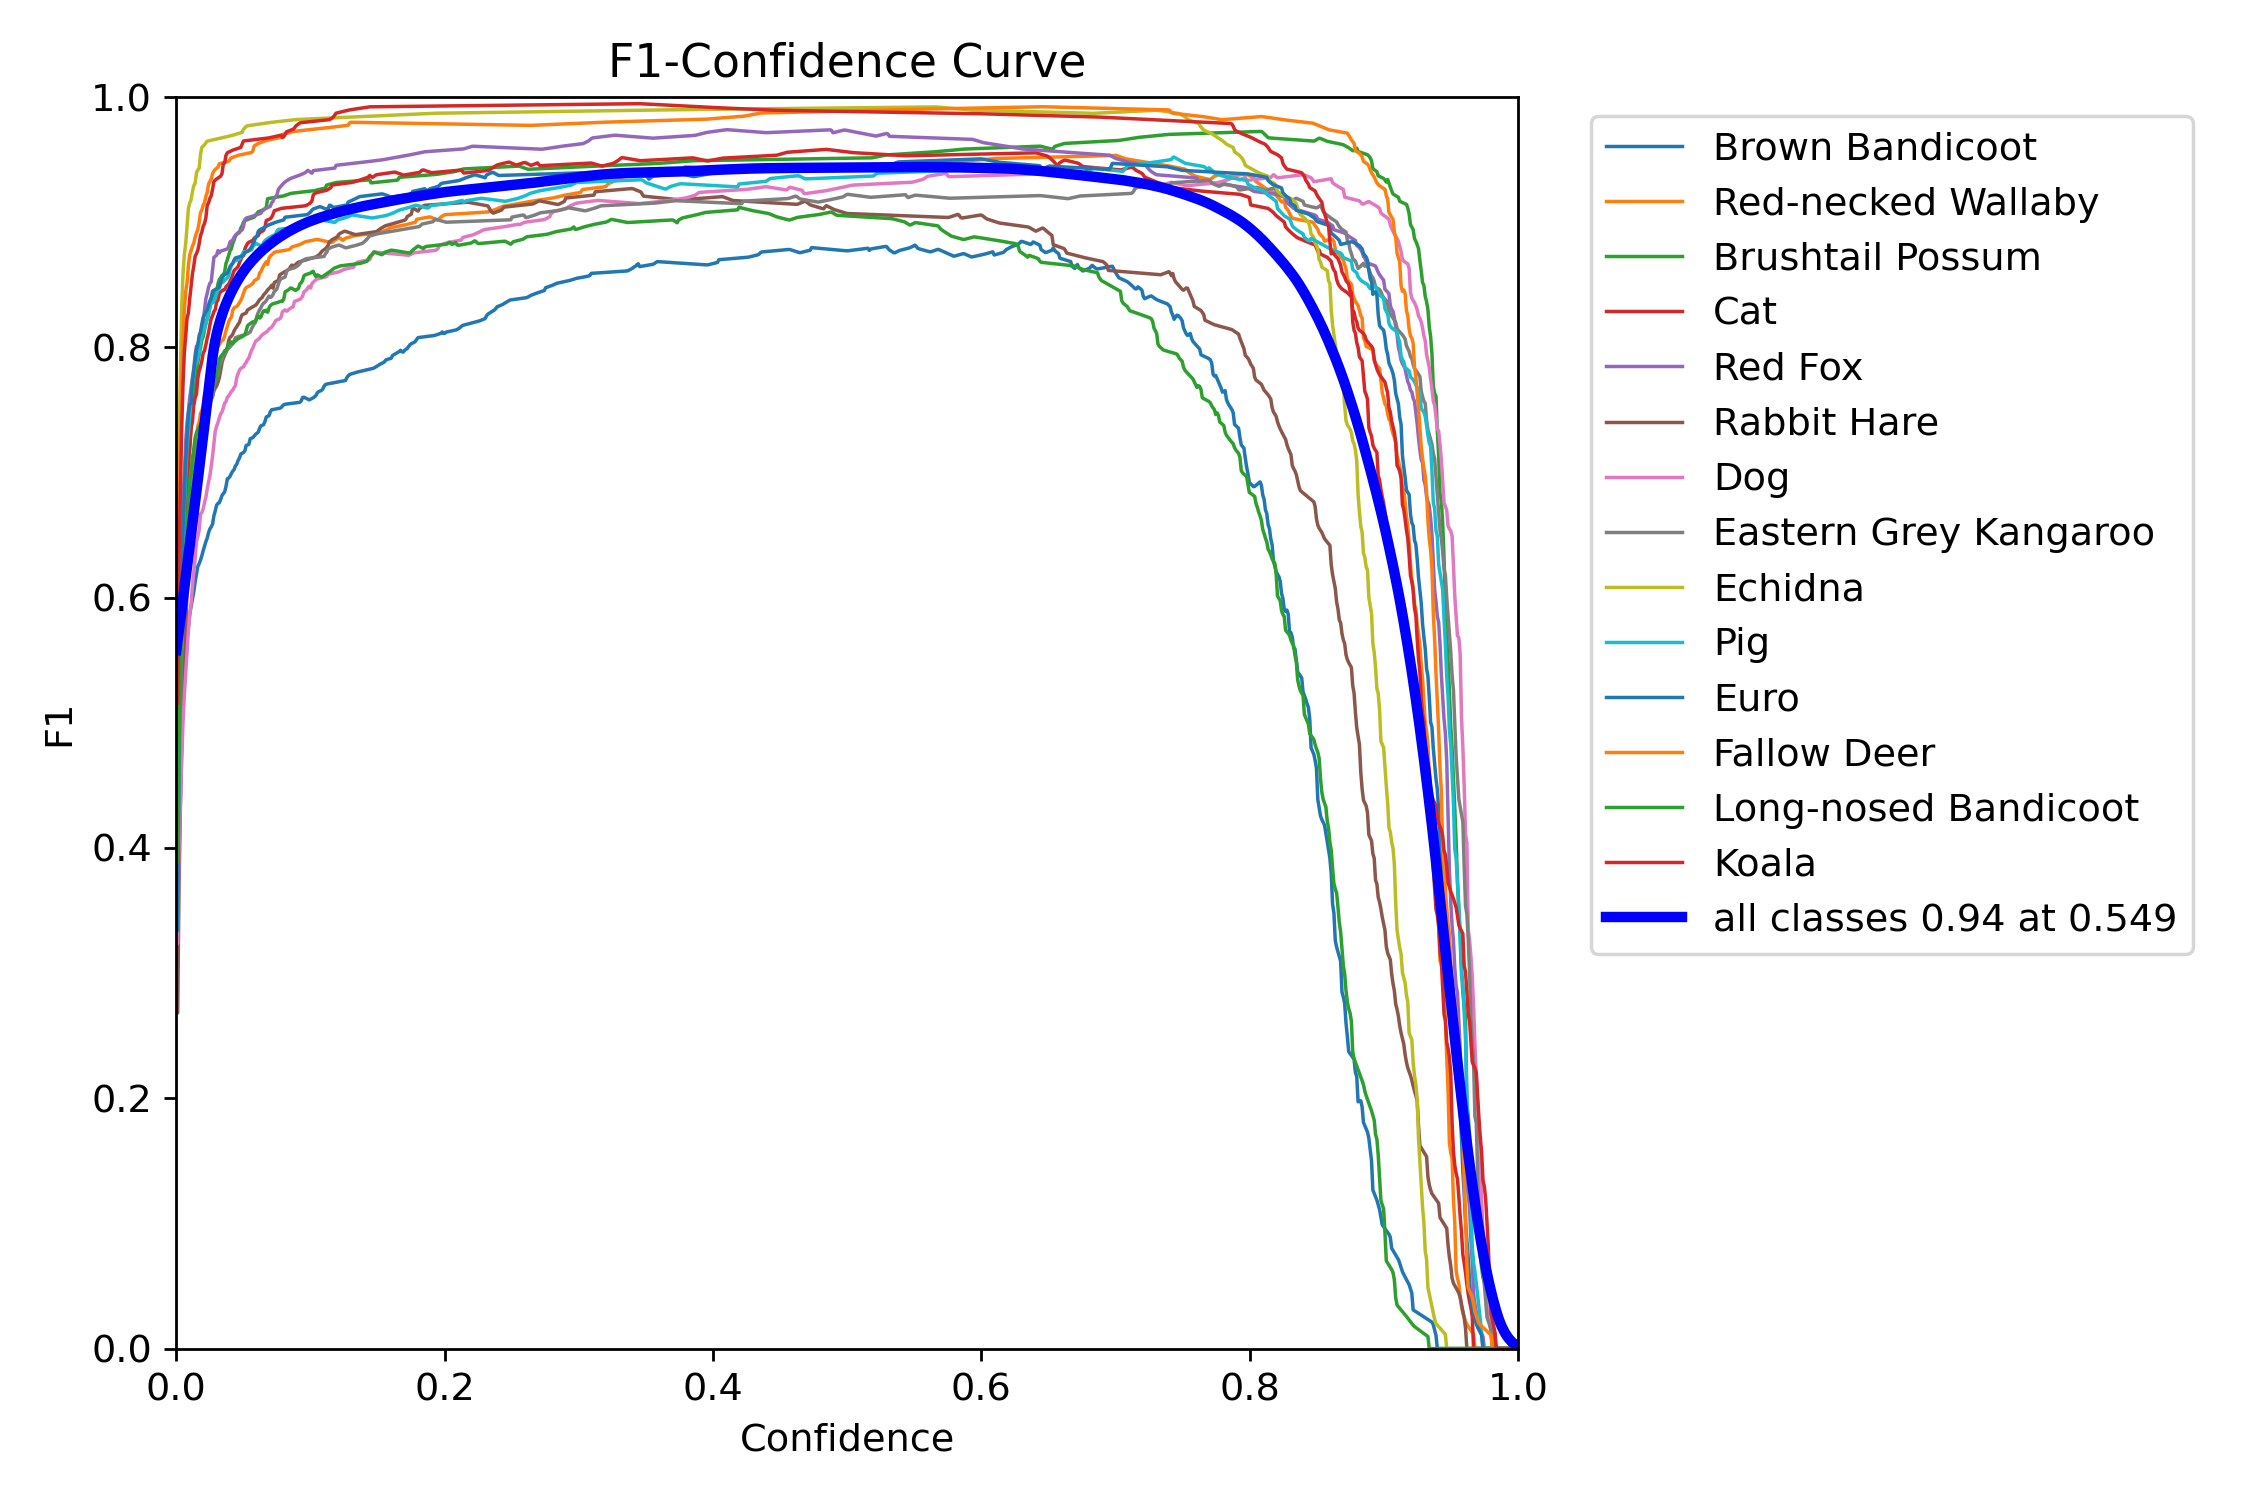 F1-Confidence Curve
1.0
0.8
0.6
0.4
0.2
0.0
F1
0.0 0.2 0.4 0.6 0.8 1.0
Confidence
Brown Bandicoot
Red-necked Wallaby
Brushtail Possum
Cat
Red Fox
Rabbit Hare
Dog
Eastern Grey Kangaroo
Echidna
Pig
Euro
Fallow Deer
Long-nosed Bandicoot
Koala
all classes 0.94 at 0.549